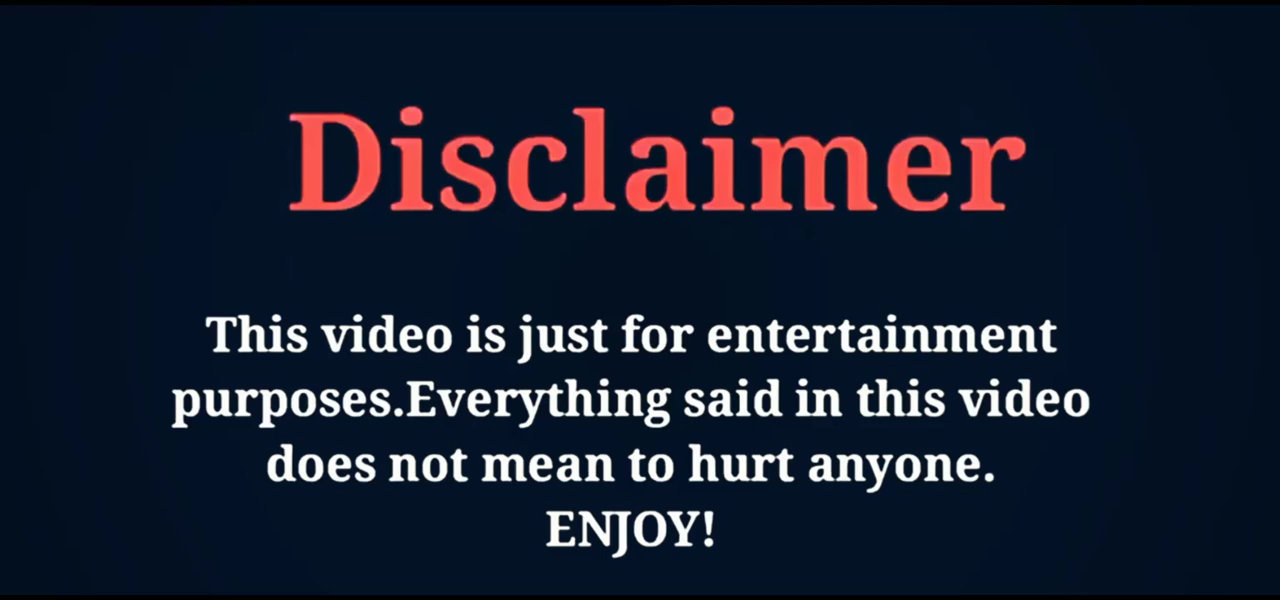 Disclaimer
This video is just for entertainment
purposes.Everything said in this video
does not mean to hurt anyone.
ENJOY!